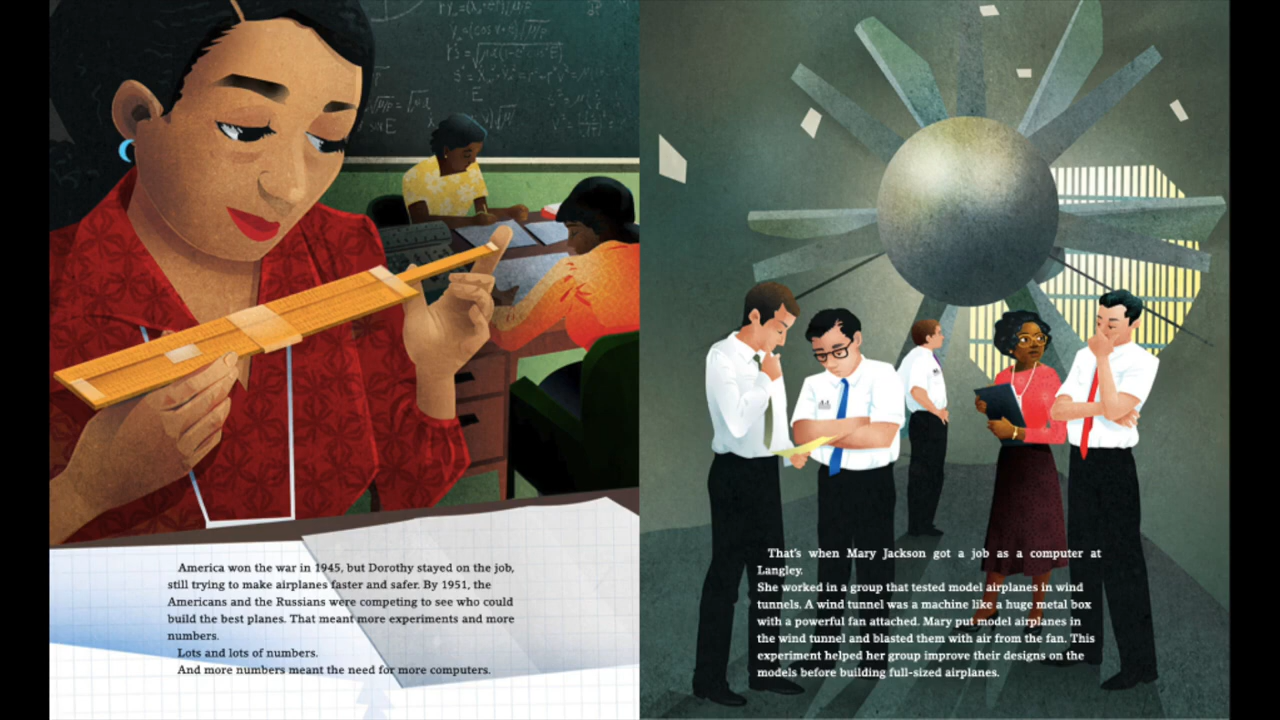 America won the war in 1945, but Dorothy stayed on the job,
still trying to make airplanes faster and safer. By 1951, the
Americans and the Russians were competing to see who could
build the best planes. That meant more experiments and more
numbers.
Lots and lots of numbers.
And more numbers meant the need for more computers.
That's when Mary Jackson got a job as a computer at
Langley.
She worked in a group that tested model airplanes in wind
tunnels. A wind tunnel was a machine like a huge metal box
with a powerful fan attached. Mary put model airplanes in
the wind tunnel and blasted them with air from the fan. This
experiment helped her group improve their designs on the
models before building full-sized airplanes.